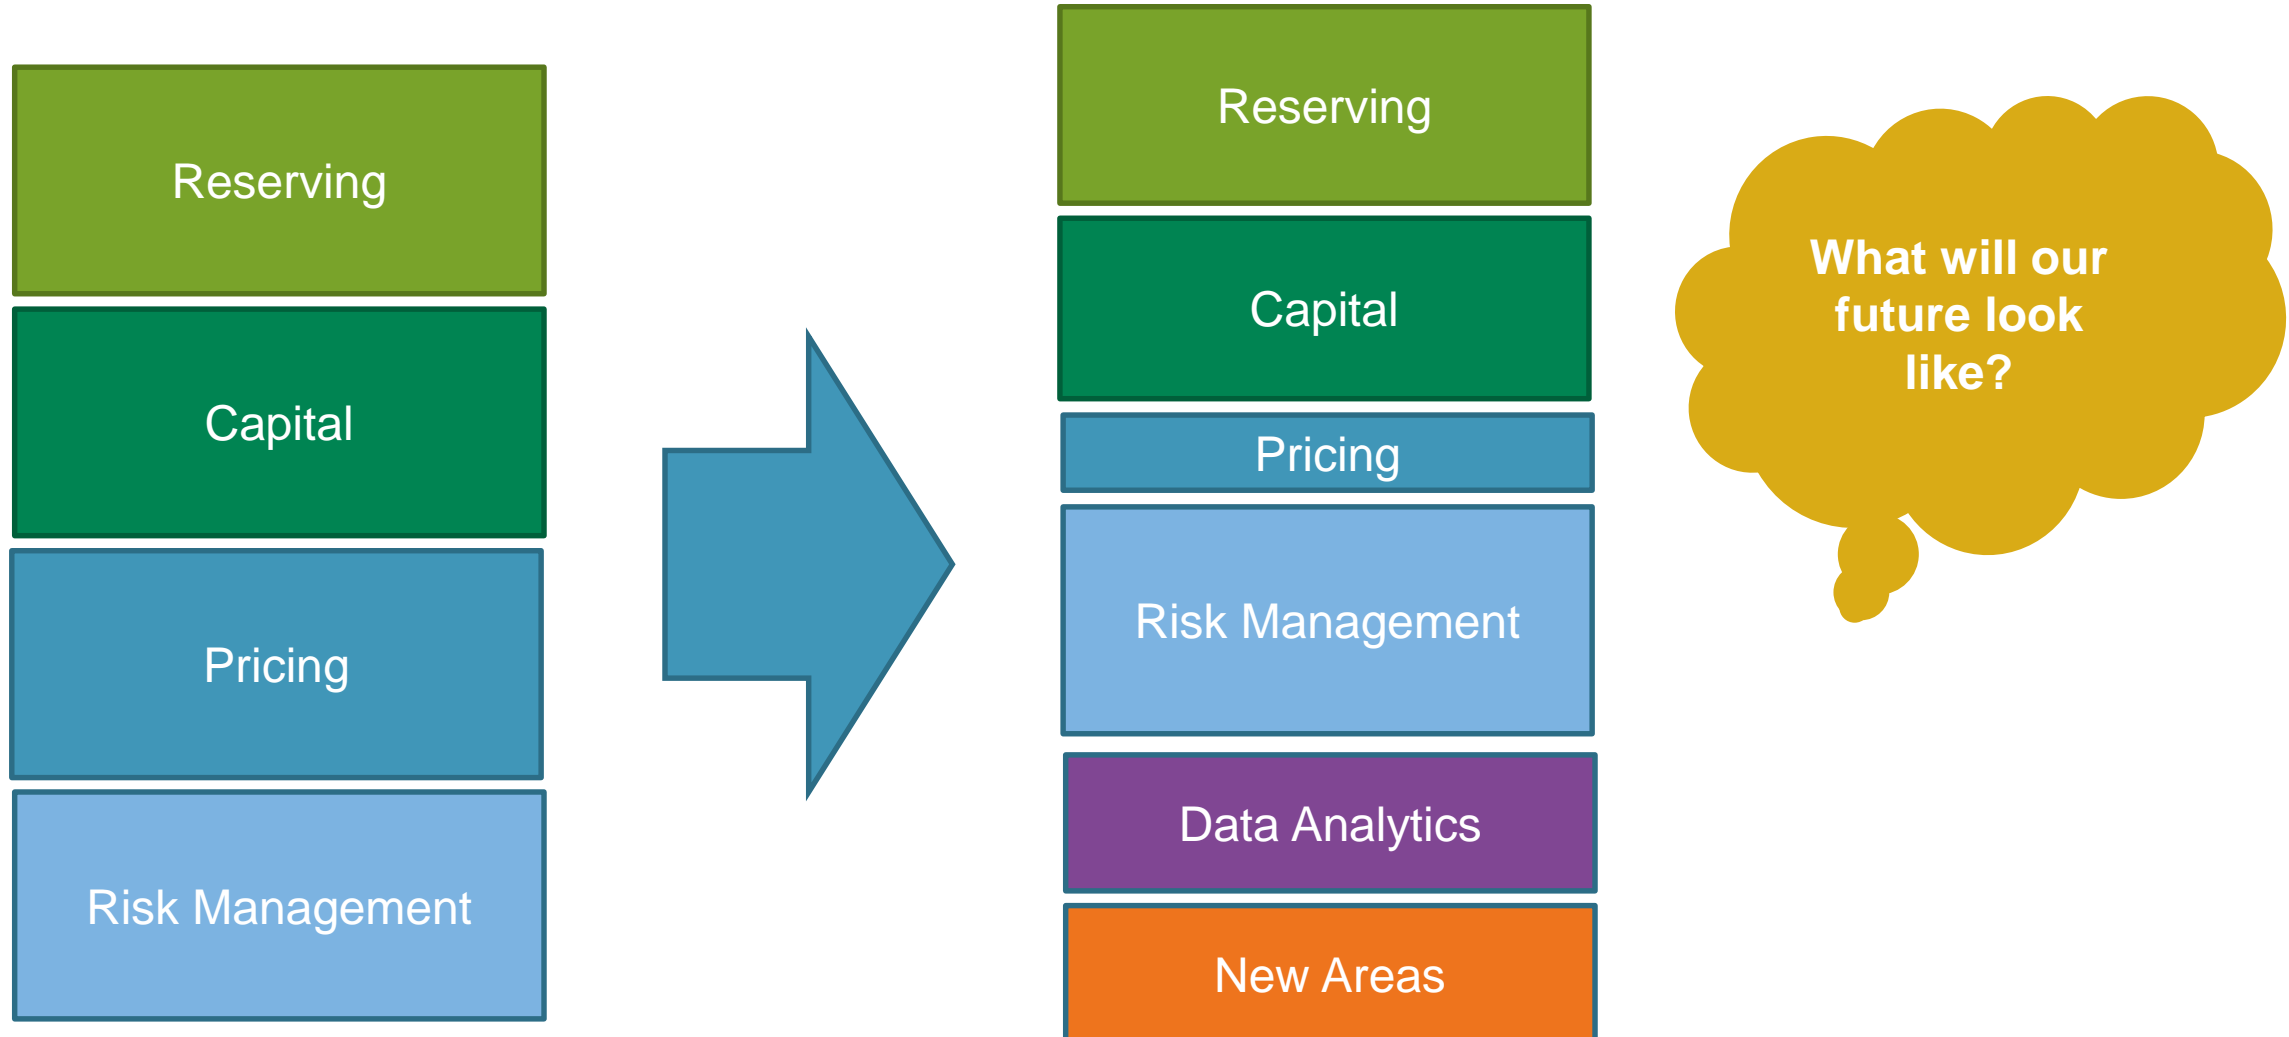 Reserving
Capital
Pricing
Risk Management
Reserving
Capital
Pricing
Risk Management
Data Analytics
New Areas
What will our
future look
like?